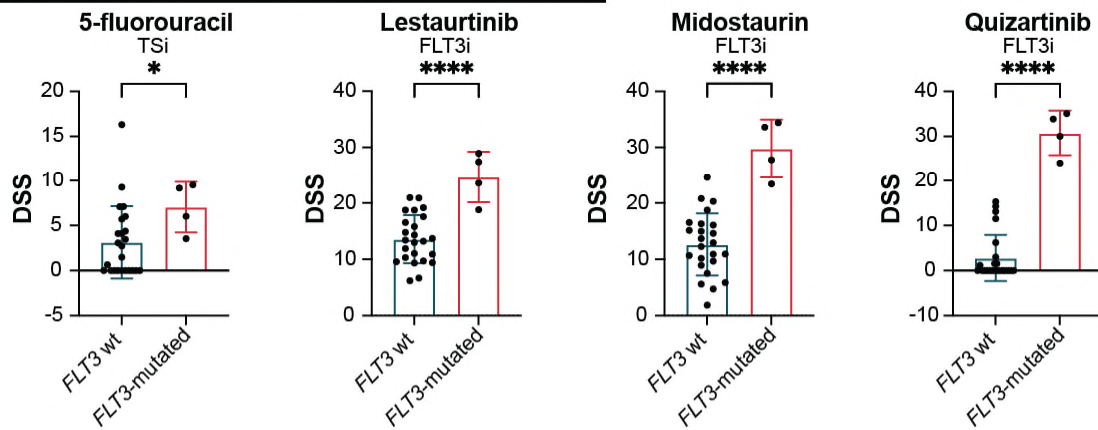 5-fluorouracil
TSi
*
20
15
10
5
0
-5
DSS
FLT3 wt
FLT3-mutated
Lestaurtinib
FLT3i
****
40
30
20
10
0
DSS
FLT3 wt
FLT3-mutated
Midostaurin
FLT3i
****
40
30
20
10
0
DSS
FLT3 wt
FLT3-mutated
Quizartinib
FLT3i
****
40
30
20
10
0
-10
DSS
FLT3 wt
FLT3-mutated